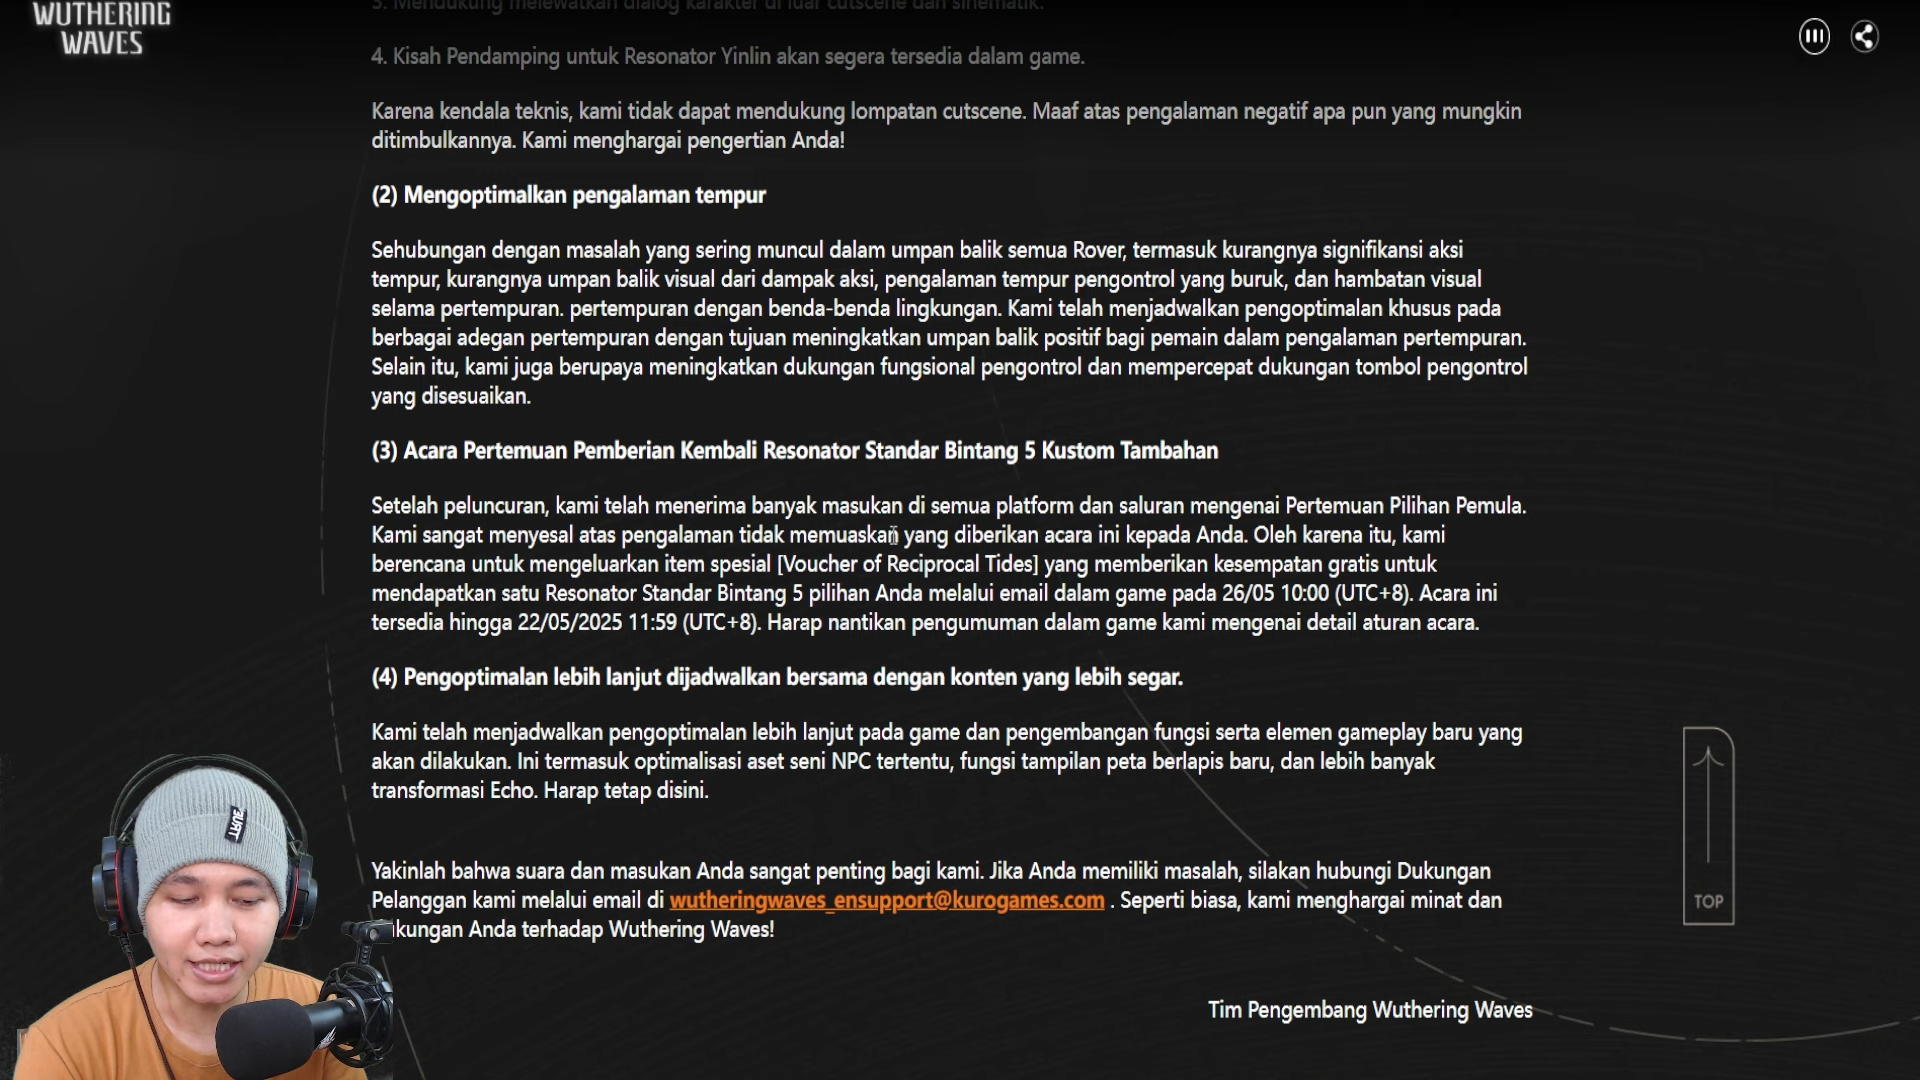 WUTHERING
WAVES
3. Mendukung melewatkan dialog karakter di luar cutscene dan sinematik.
4. Kisah Pendamping untuk Resonator Yinlin akan segera tersedia dalam game.
Karena kendala teknis, kami tidak dapat mendukung lompatan cutscene. Maaf atas pengalaman negatif apa pun yang mungkin
ditimbulkannya. Kami menghargai pengertian Anda!
(2) Mengoptimalkan pengalaman tempur
Sehubungan dengan masalah yang sering muncul dalam umpan balik semua Rover, termasuk kurangnya signifikansi aksi
tempur, kurangnya umpan balik visual dari dampak aksi, pengalaman tempur pengontrol yang buruk, dan hambatan visual
selama pertempuran. pertempuran dengan benda-benda lingkungan. Kami telah menjadwalkan pengoptimalan khusus pada
berbagai adegan pertempuran dengan tujuan meningkatkan umpan balik positif bagi pemain dalam pengalaman pertempuran.
Selain itu, kami juga berupaya meningkatkan dukungan fungsional pengontrol dan mempercepat dukungan tombol pengontrol
yang disesuaikan.
(3) Acara Pertemuan Pemberian Kembali Resonator Standar Bintang 5 Kustom Tambahan
Setelah peluncuran, kami telah menerima banyak masukan di semua platform dan saluran mengenai Pertemuan Pilihan Pemula.
Kami sangat menyesal atas pengalaman tidak memuaskan yang diberikan acara ini kepada Anda. Oleh karena itu, kami
berencana untuk mengeluarkan item spesial [Voucher of Reciprocal Tides] yang memberikan kesempatan gratis untuk
mendapatkan satu Resonator Standar Bintang 5 pilihan Anda melalui email dalam game pada 26/05 10:00 (UTC+8). Acara ini
tersedia hingga 22/05/2025 11:59 (UTC+8). Harap nantikan pengumuman dalam game kami mengenai detail aturan acara.
(4) Pengoptimalan lebih lanjut dijadwalkan bersama dengan konten yang lebih segar.
Kami telah menjadwalkan pengoptimalan lebih lanjut pada game dan pengembangan fungsi serta elemen gameplay baru yang
akan dilakukan. Ini termasuk optimalisasi aset seni NPC tertentu, fungsi tampilan peta berlapis baru, dan lebih banyak
transformasi Echo. Harap tetap disini.
Yakinlah bahwa suara dan masukan Anda sangat penting bagi kami. Jika Anda memiliki masalah, silakan hubungi Dukungan
Pelanggan kami melalui email di wutheringwaves_ensupport@kurogames.com . Seperti biasa, kami menghargai minat dan
kungan Anda terhadap Wuthering Waves!
Tim Pengembang Wuthering Waves
TOP